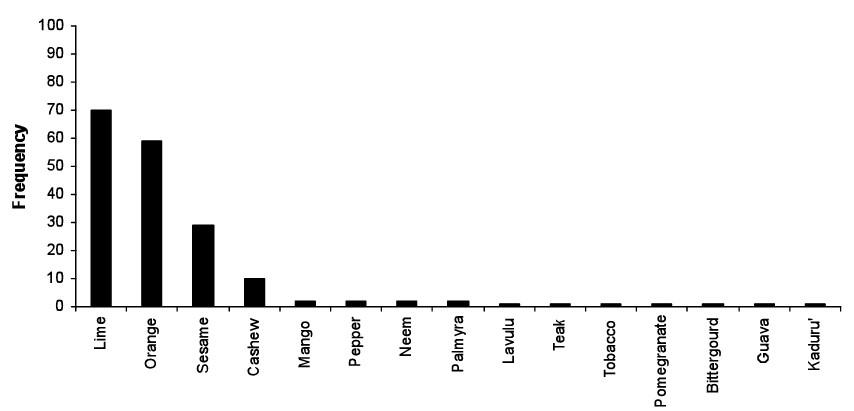 Frequency
100
90
80
70
60
50
40
30
20
10
0
Lime
Orange
Sesame
Cashew
Mango
Pepper
Neem
Palmyra
Lavulu
Teak
Tobacco
Pomegranate
Bittergourd
Guava
Kaduru'